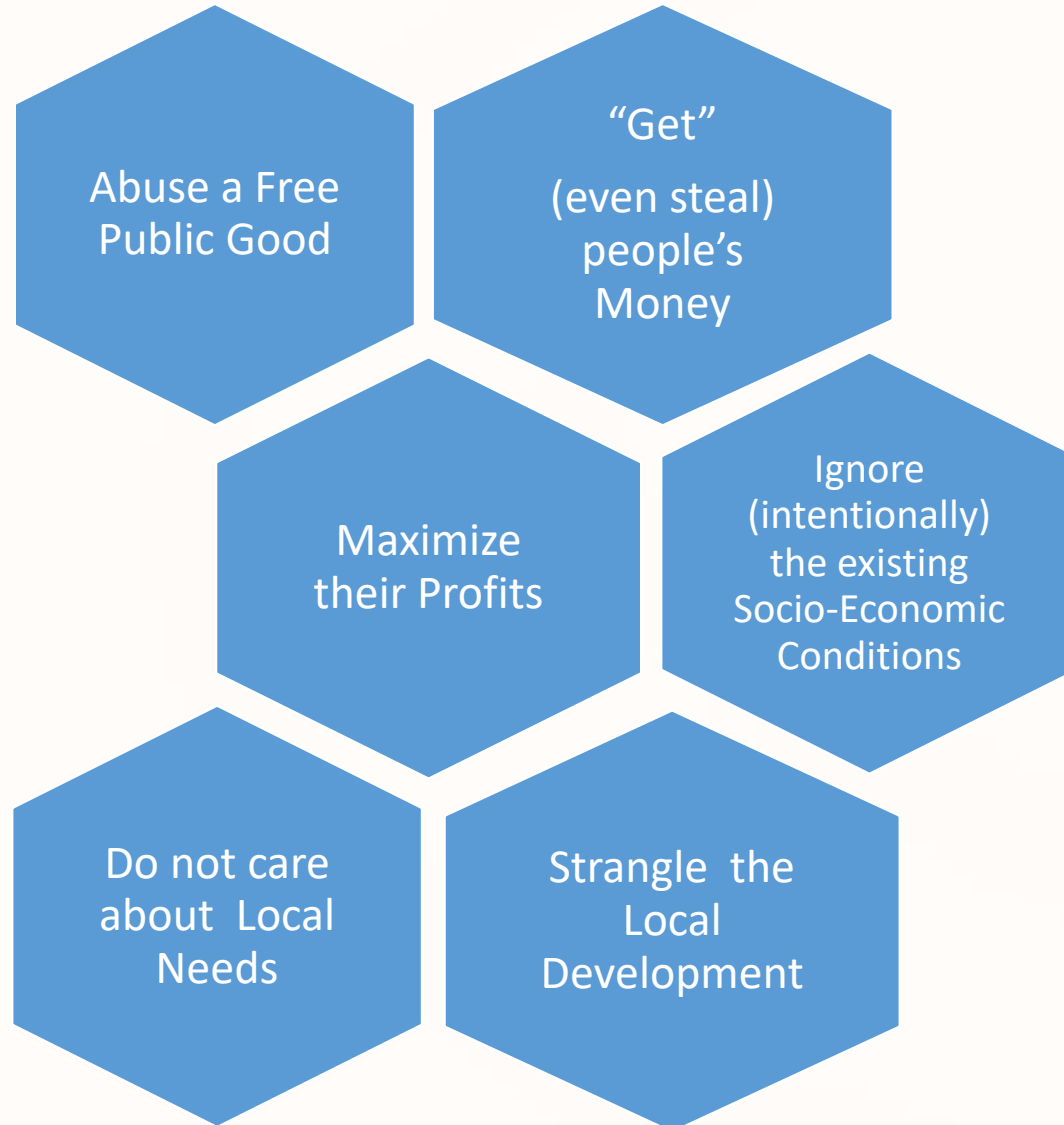 Abuse a Free
Public Good
“Get”
(even steal)
people’s
Money
Maximize
their Profits
Ignore
(intentionally)
the existing
Socio-Economic
Conditions
Do not care
about  Local
Needs
Strangle  the
Local
Development